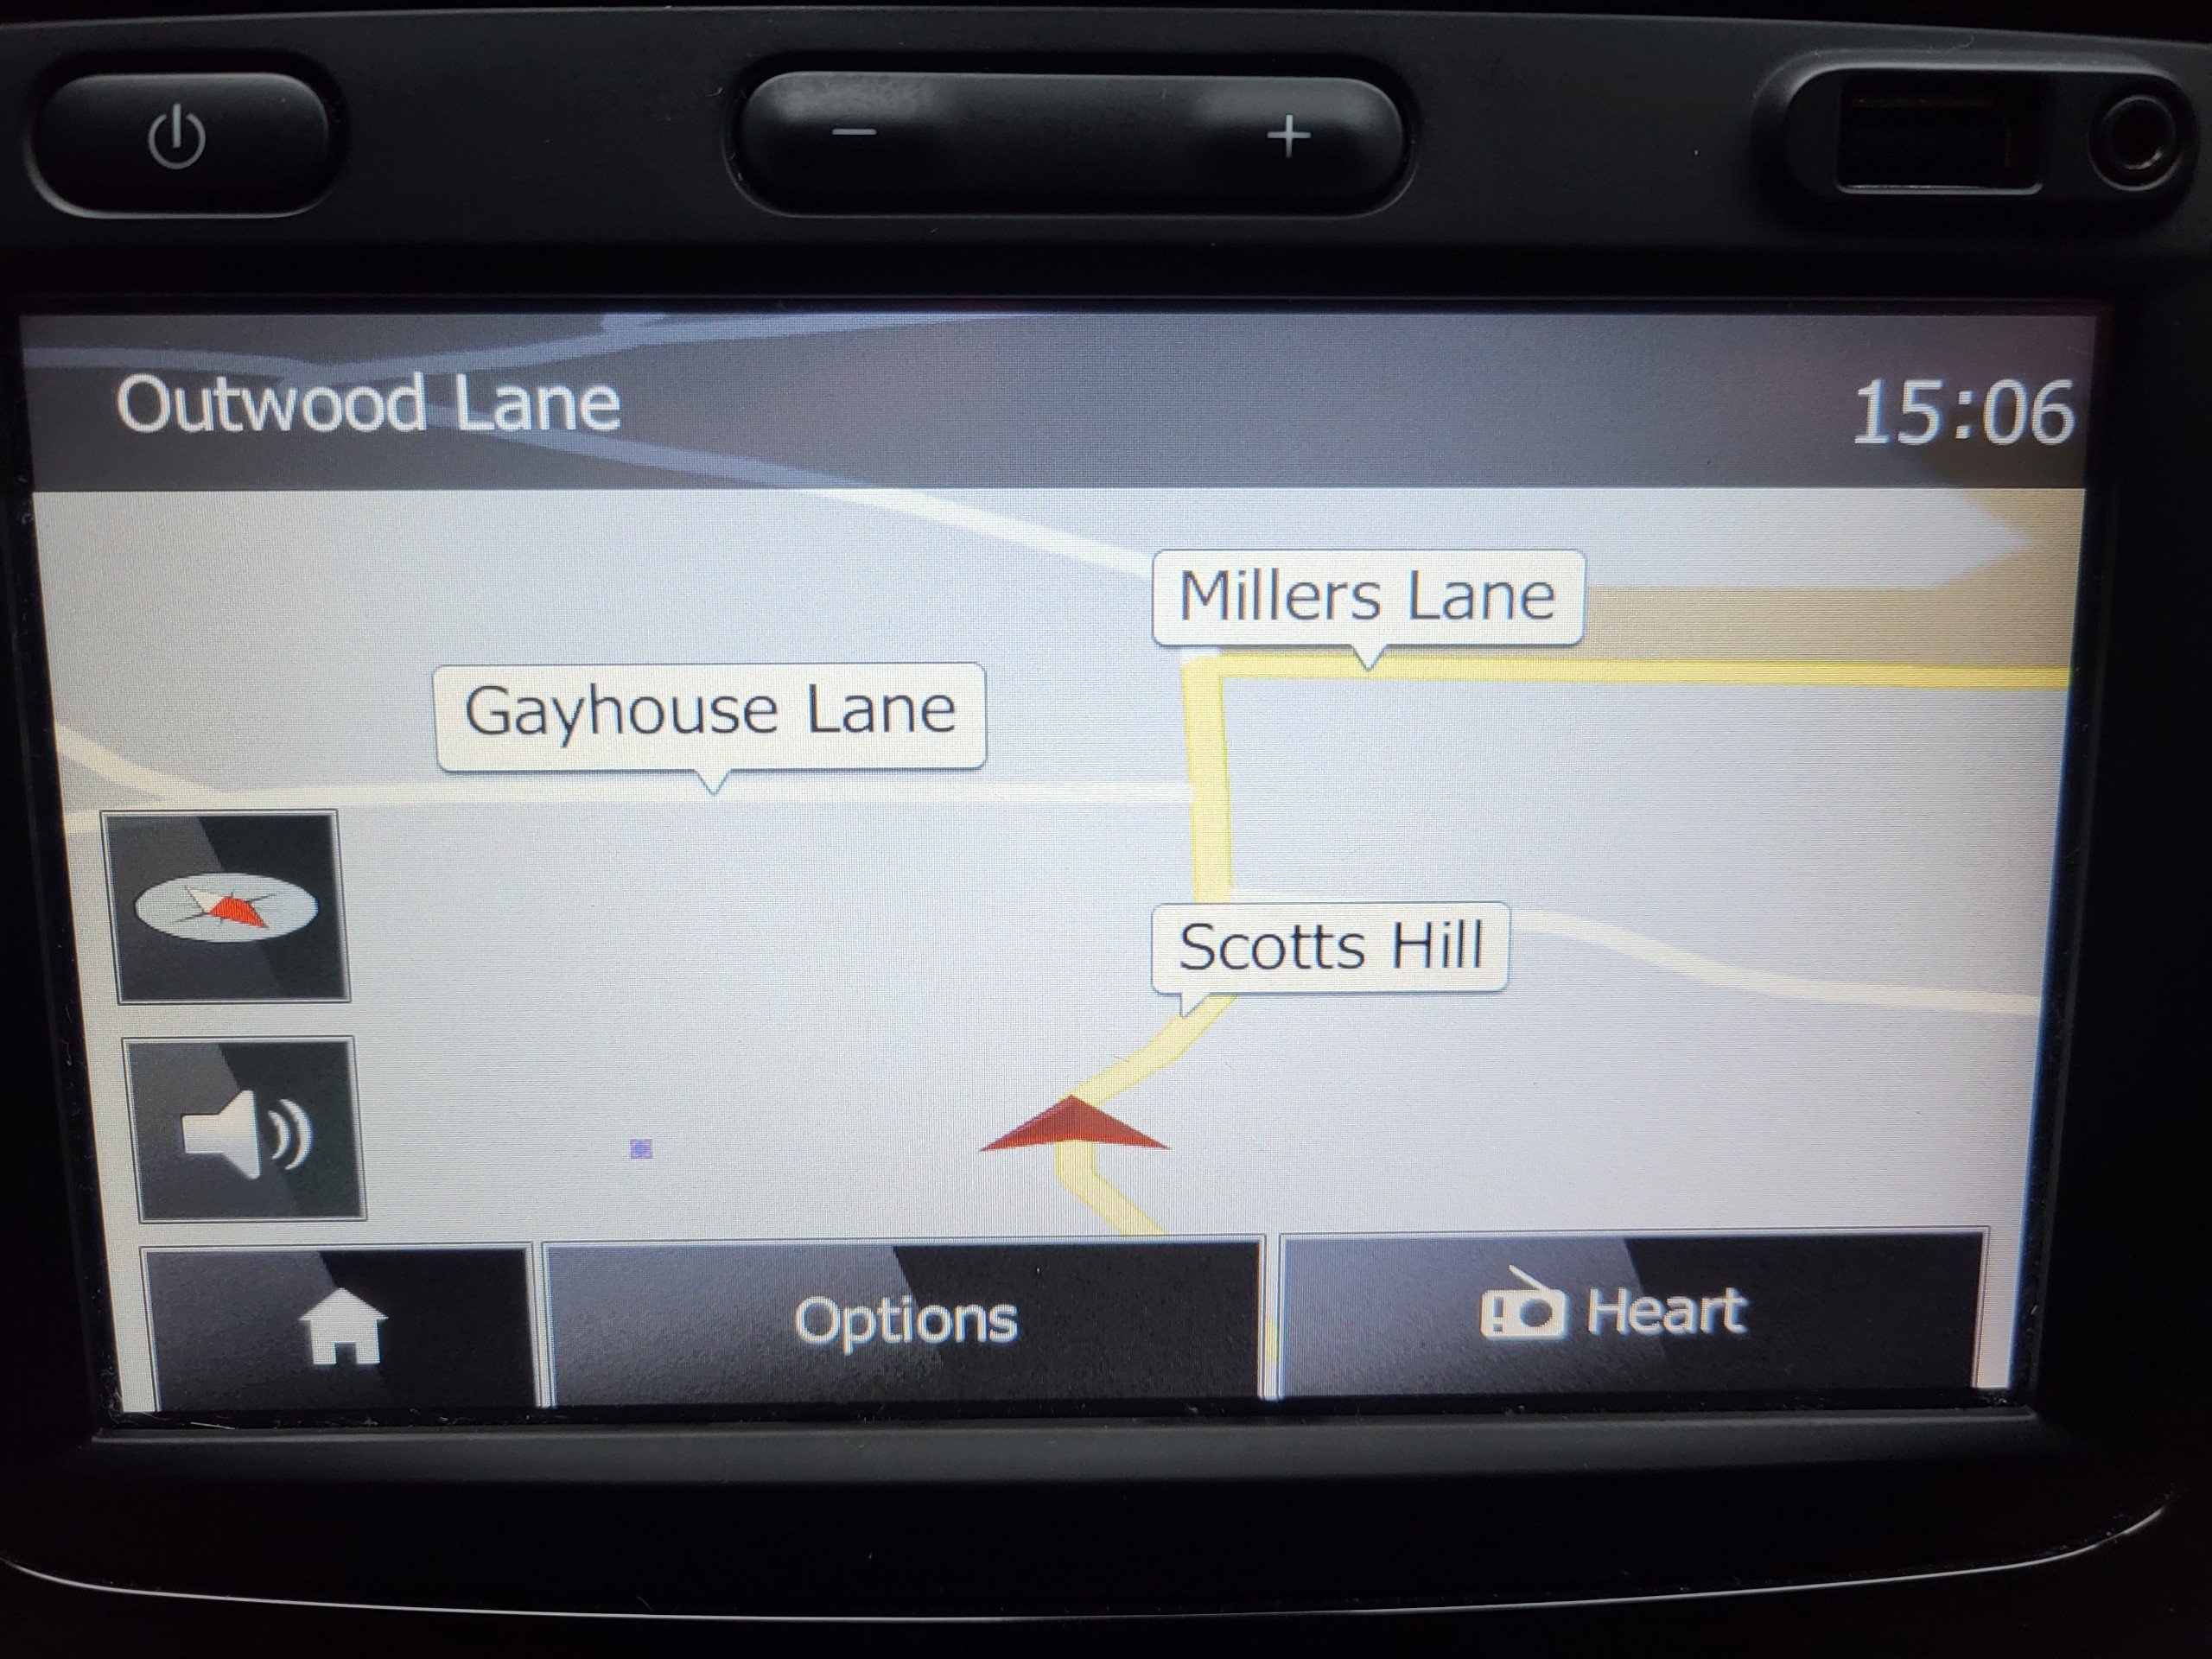 Outwood Lane
15:06
Millers Lane
Gayhouse Lane
Scotts Hill
Options
Heart